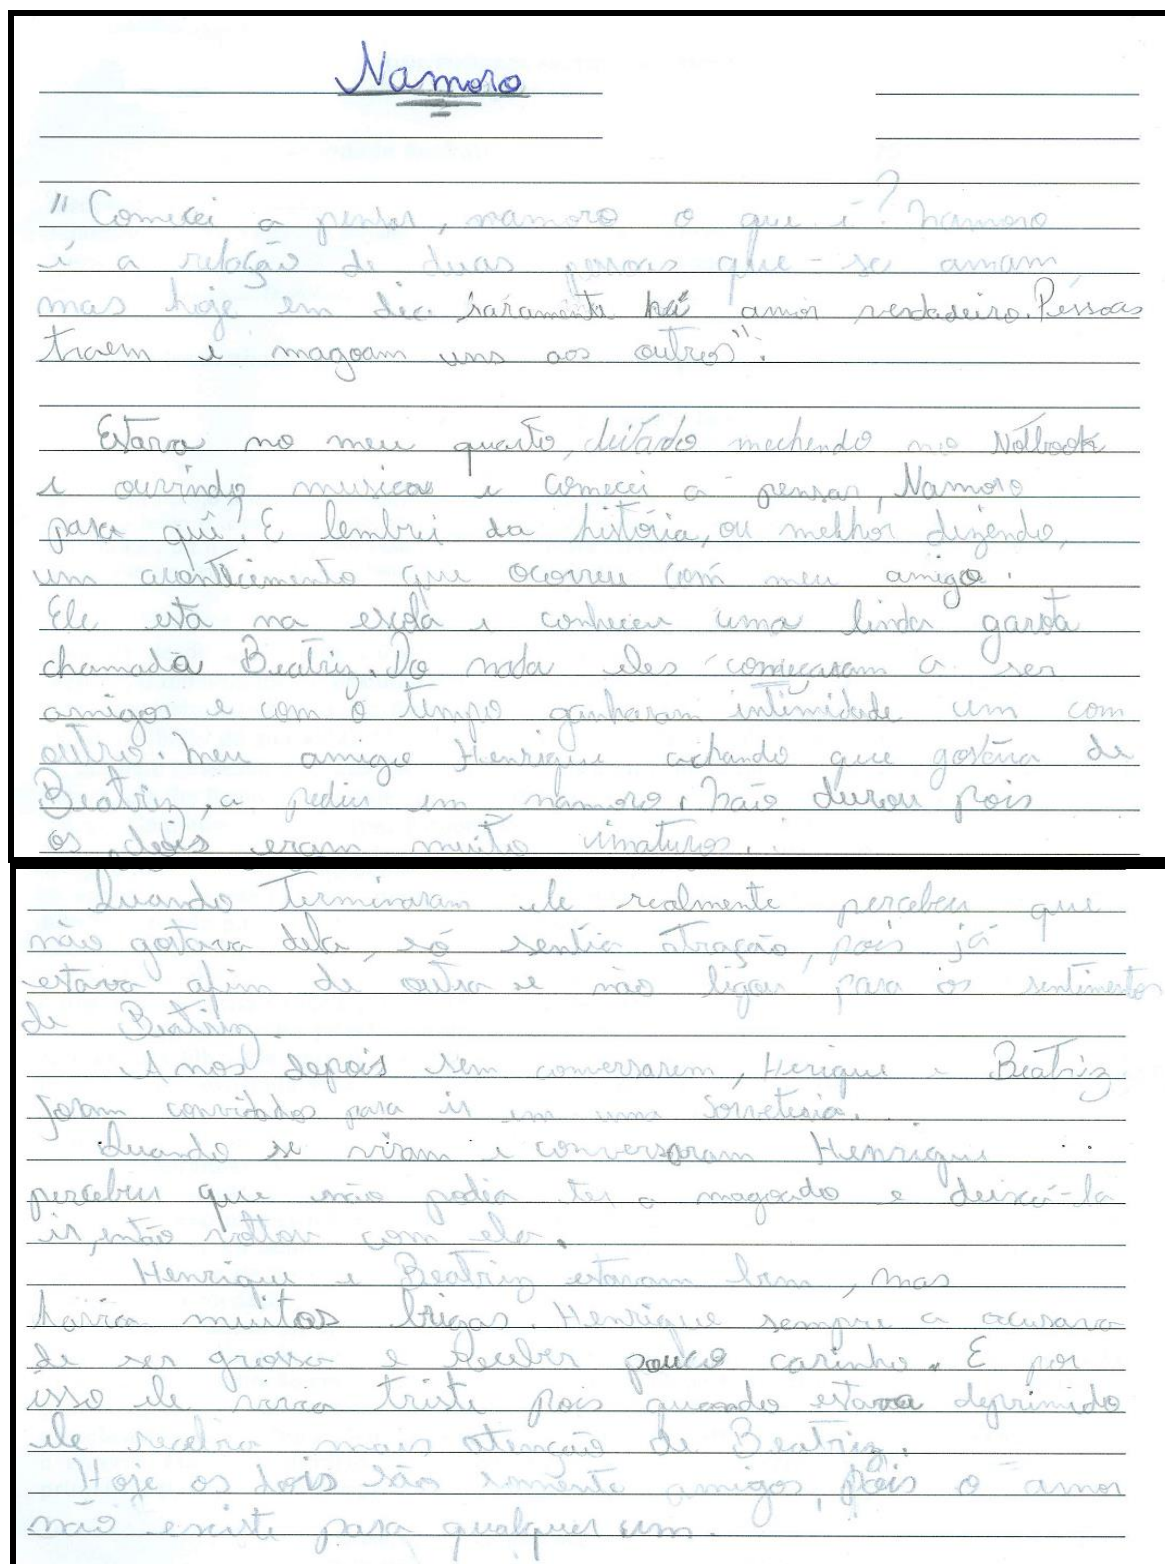 Namoro
"Comecei a pensar, namoro o que é? Namoro
é a relação de duas pessoas que-se amam,
mas hoje em dia raramente há amor verdadeiro. Pessoas
traem e magoam uns aos outros".
Estava no meu quarto, deitado mechendo no Notbook
e ouvindo musicas e comecei a pensar, Namoro
para quê? E lembrei da história, ou melhor dizendo,
um acontecimento que ocorreu com meu amigo.
Ele está na escola e conheceu uma linda garota
chamada Beatriz. Do nada eles começaram a ser
amigos e com o tempo ganharam intimidade um com
outro. Meu amigo Henrique achando que gostava de
Beatriz, a pediu em namoro. Não durou pois
os dois eram muito imaturos.
Quando terminaram ele realmente percebeu que
não gostava dela, só sentia atração, pois já
estava afim de outra e não ligou para os sentimentos
de Beatriz.
Anos depois sem conversarem, Herique e Beatriz
foram convidados para ir em uma sorveteria.
Quando se viram e conversaram Henrique
percebeu que não podia ter a magoado e deixá-la
ir, então voltou com ela.
Henrique e Beatriz estavam bem, mas
havia muitas brigas. Henrique sempre a acusava
de ser grossa e receber pouco carinho. E por
isso ele vivia triste pois quando estava deprimido
ele recebia mais atenção de Beatriz.
Hoje os dois são somente amigos, pois o amor
não existe para qualquer um.